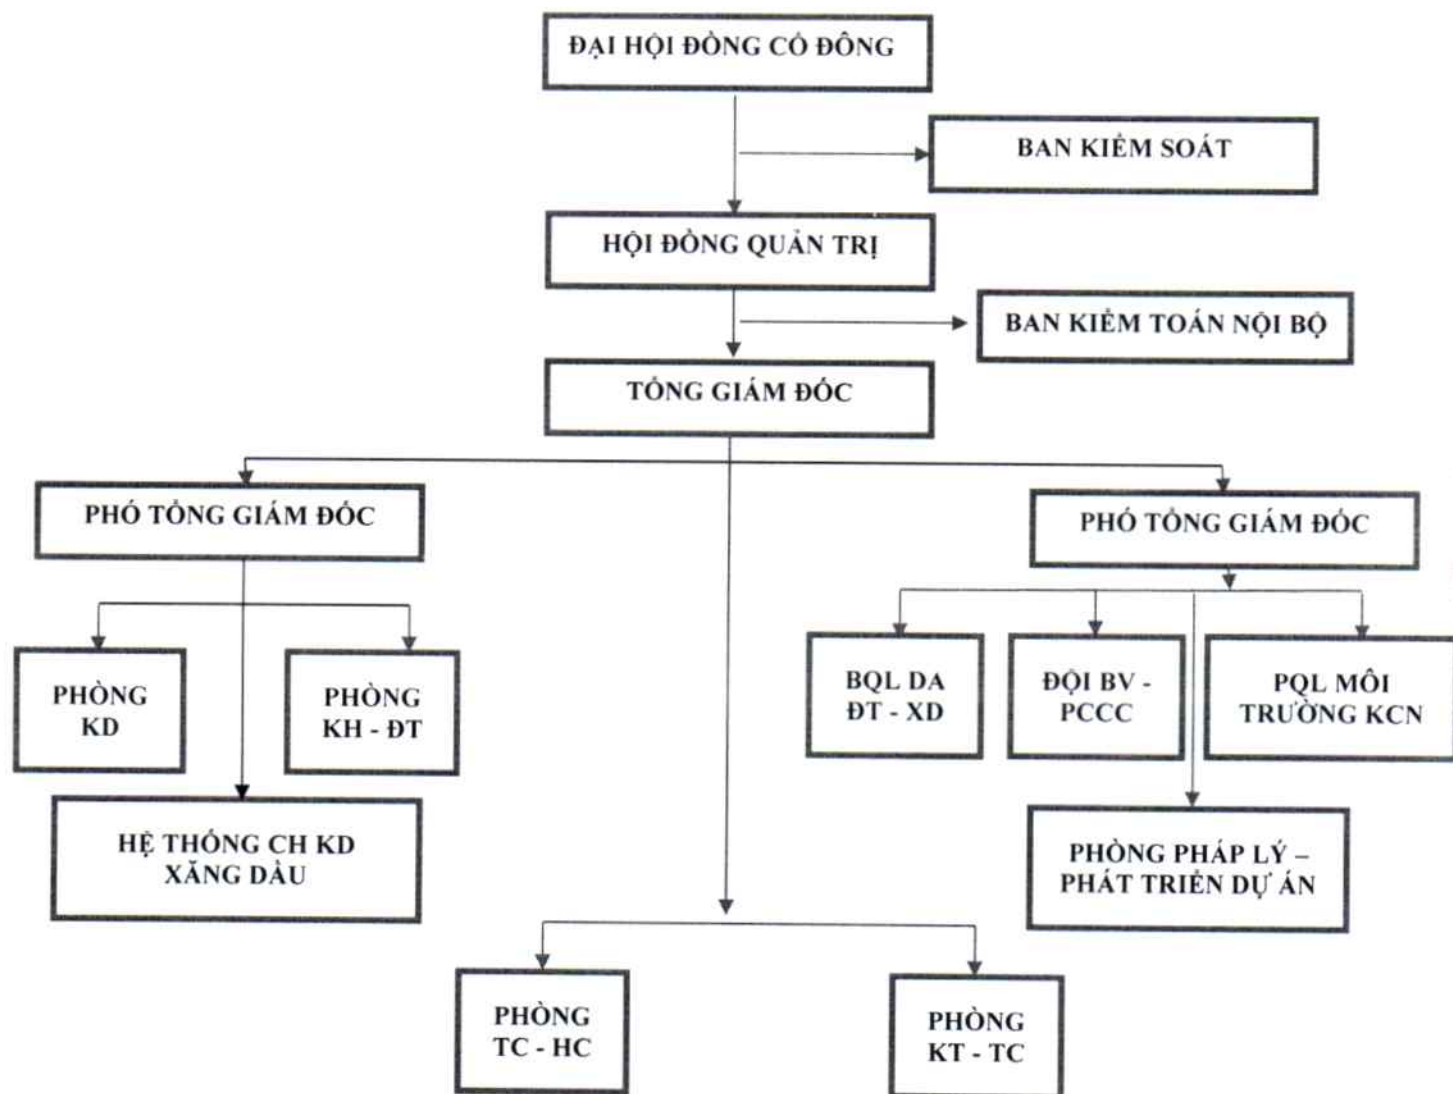 ĐẠI HỘI ĐỒNG CỔ ĐÔNG
BAN KIỂM SOÁT
HỘI ĐỒNG QUẢN TRỊ
BAN KIỂM TOÁN NỘI BỘ
TỔNG GIÁM ĐỐC
PHÓ TỔNG GIÁM ĐỐC
PHÓ TỔNG GIÁM ĐỐC
PHÒNG
KD
PHÒNG
KH - ĐT
BQL DA
ĐT - XD
ĐỘI BV -
PCCC
PQL MÔI
TRƯỜNG KCN
HỆ THỐNG CH KD
XĂNG DẦU
PHÒNG PHÁP LÝ –
PHÁT TRIỂN DỰ ÁN
PHÒNG
TC - HC
PHÒNG
KT - TC